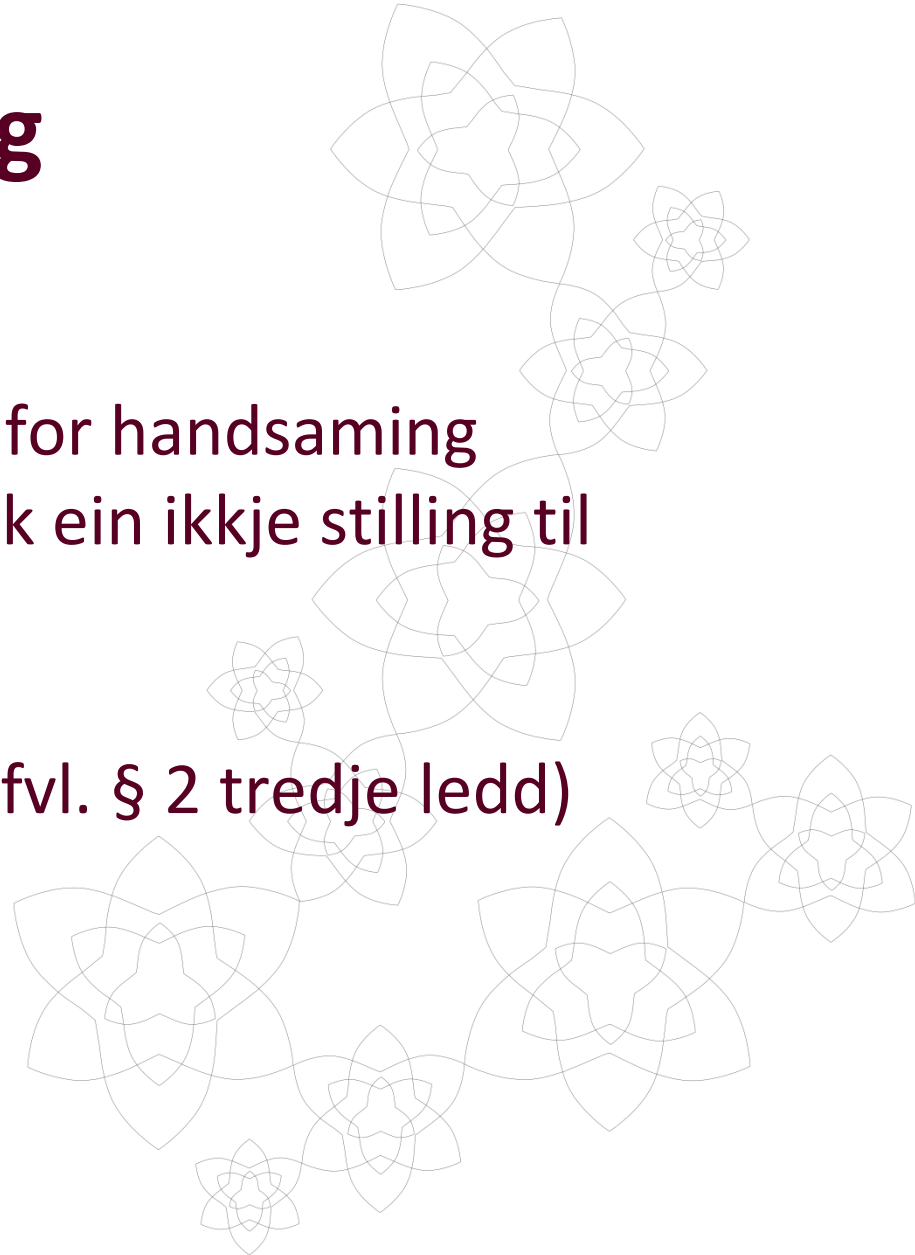 g
for handsaming
k ein ikkje stilling til
fvl. § 2 tredje ledd)